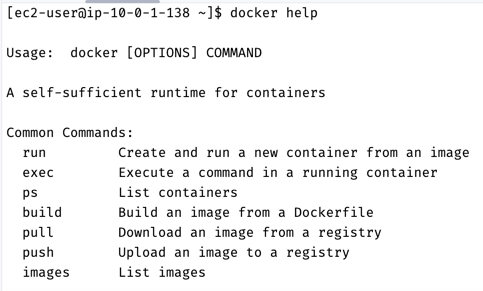 [ec2-user@ip-10-0-1-138 ~]$ docker help
Usage:  docker [OPTIONS] COMMAND
A self-sufficient runtime for containers
Common Commands:
  run         Create and run a new container from an image
  exec        Execute a command in a running container
  ps          List containers
  build       Build an image from a Dockerfile
  pull        Download an image from a registry
  push        Upload an image to a registry
  images      List images